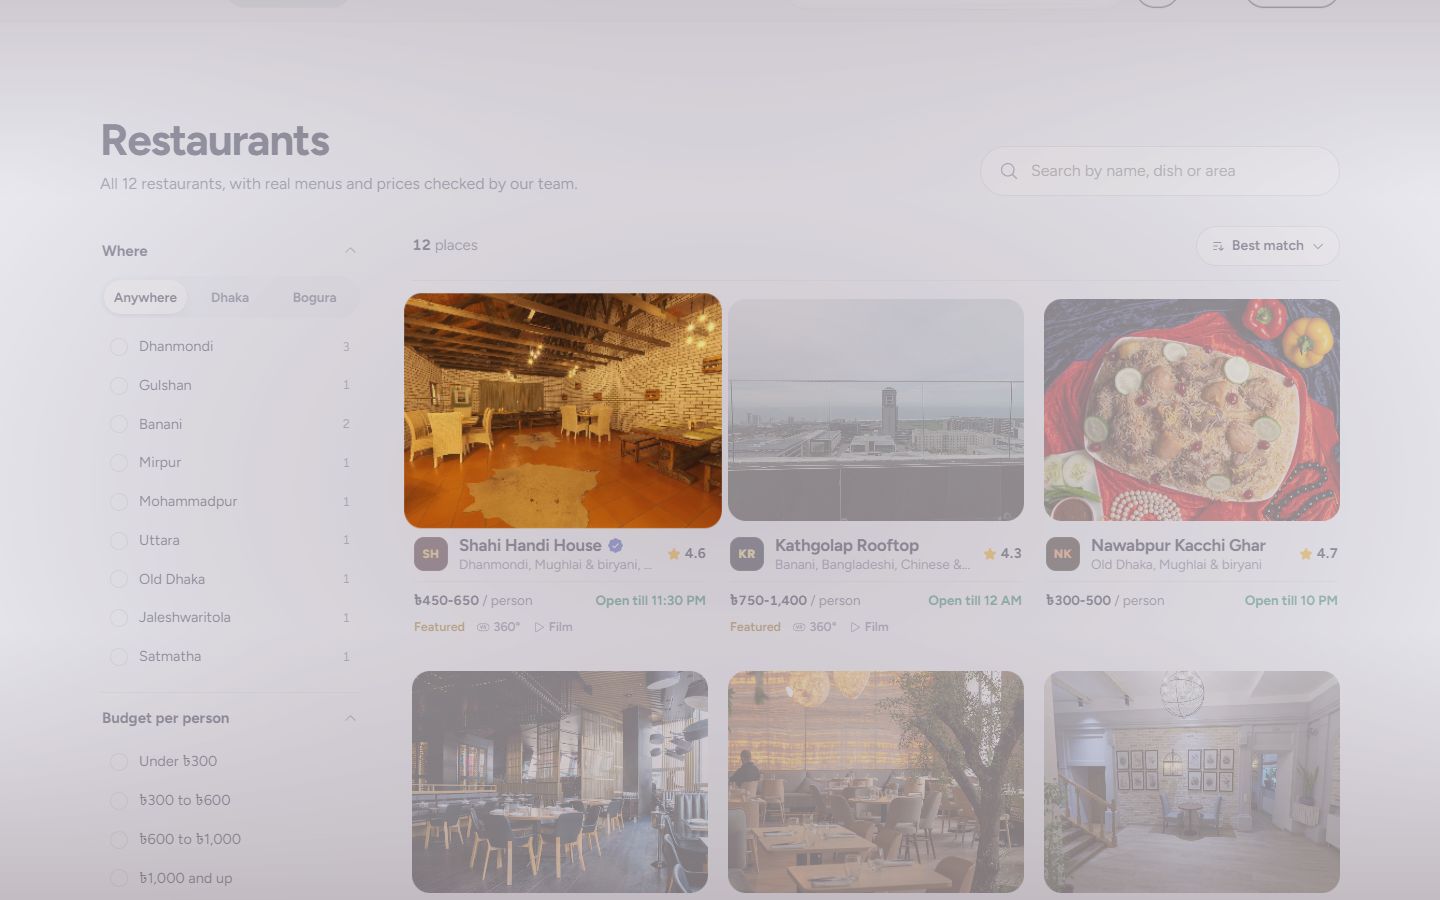 Restaurants
All 12 restaurants, with real menus and prices checked by our team.
Search by name, dish or area
Where
12 places
Best match
Anywhere
Dhaka
Bogura
Dhanmondi 3
Gulshan 1
Banani 2
Mirpur 1
Mohammadpur 1
Uttara 1
Old Dhaka 1
Jaleshwaritola 1
Satmatha 1
Budget per person
Under ৳300
৳300 to ৳600
৳600 to ৳1,000
৳1,000 and up
SH
Shahi Handi House
4.6
Dhanmondi, Mughlai & biryani, ...
৳450-650 / person
Open till 11:30 PM
Featured
360°
Film
KR
Kathgolap Rooftop
4.3
Banani, Bangladeshi, Chinese &...
৳750-1,400 / person
Open till 12 AM
Featured
360°
Film
NK
Nawabpur Kacchi Ghar
4.7
Old Dhaka, Mughlai & biryani
৳300-500 / person
Open till 10 PM